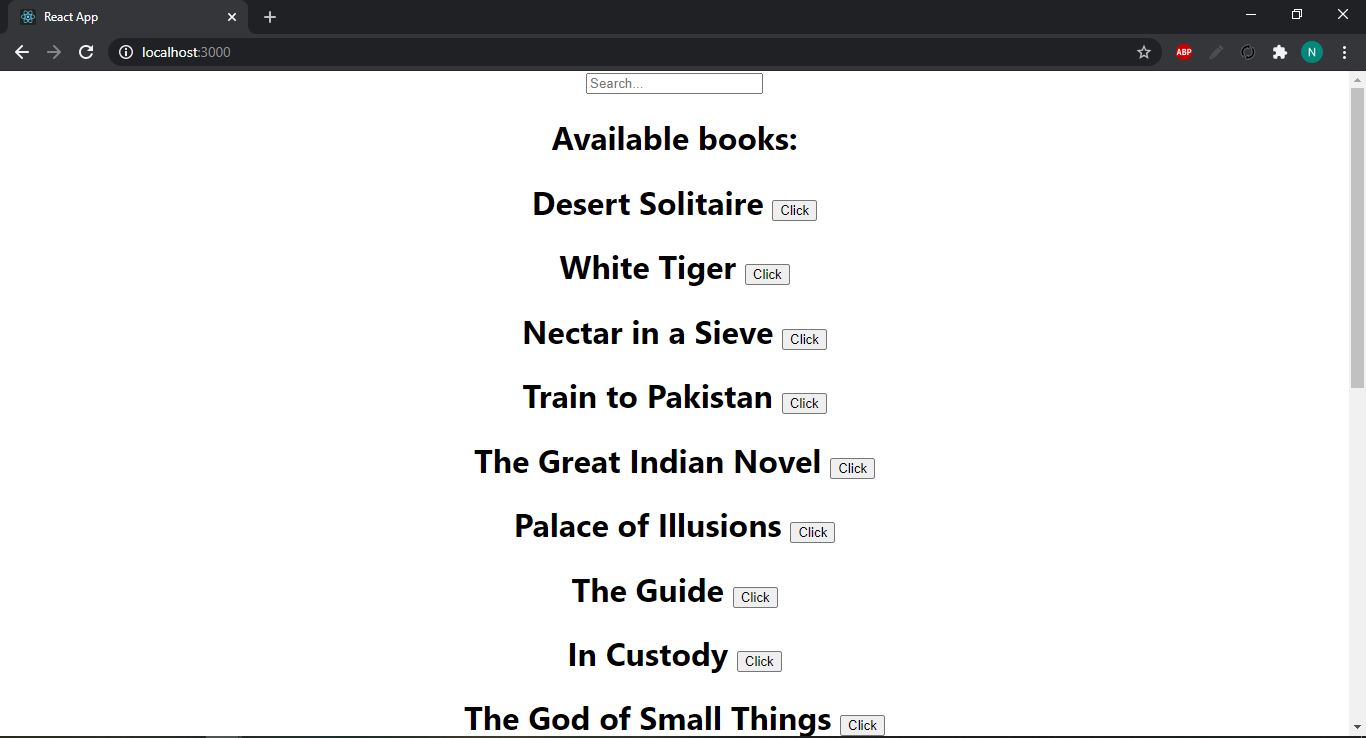 React App
localhost:3000
ABP
N
Search...
Available books:
Desert Solitaire Click
White Tiger Click
Nectar in a Sieve Click
Train to Pakistan Click
The Great Indian Novel Click
Palace of Illusions Click
The Guide Click
In Custody Click
The God of Small Things Click